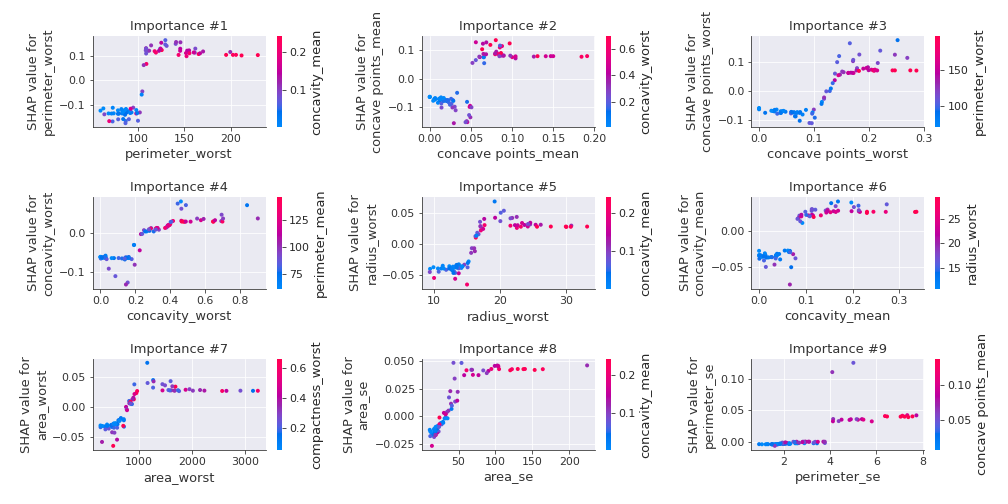 Importance #1
SHAP value for
perimeter_worst
0.1
0.0
−0.1
100
150
200
perimeter_worst
0.2
0.1
concavity_mean
Importance #2
SHAP value for
concave points_mean
0.1
0.0
−0.1
0.00
0.05
0.10
0.15
0.20
concave points_mean
0.6
0.4
0.2
concavity_worst
Importance #3
SHAP value for
concave points_worst
0.1
0.0
−0.1
0.0
0.1
0.2
0.3
concave points_worst
150
100
perimeter_worst
Importance #4
SHAP value for
concavity_worst
0.0
−0.1
0.0
0.2
0.4
0.6
0.8
concavity_worst
125
100
75
perimeter_mean
Importance #5
SHAP value for
radius_worst
0.05
0.00
−0.05
10
20
30
radius_worst
0.2
0.1
concavity_mean
Importance #6
SHAP value for
concavity_mean
0.00
−0.05
0.0
0.1
0.2
0.3
concavity_mean
25
20
15
radius_worst
Importance #7
SHAP value for
area_worst
0.05
0.00
−0.05
1000
2000
3000
area_worst
0.6
0.4
0.2
compactness_worst
Importance #8
SHAP value for
area_se
0.050
0.025
0.000
−0.025
50
100
150
200
area_se
0.2
0.1
concavity_mean
Importance #9
SHAP value for
perimeter_se
0.10
0.05
0.00
2
4
6
8
perimeter_se
0.10
0.05
concave points_mean